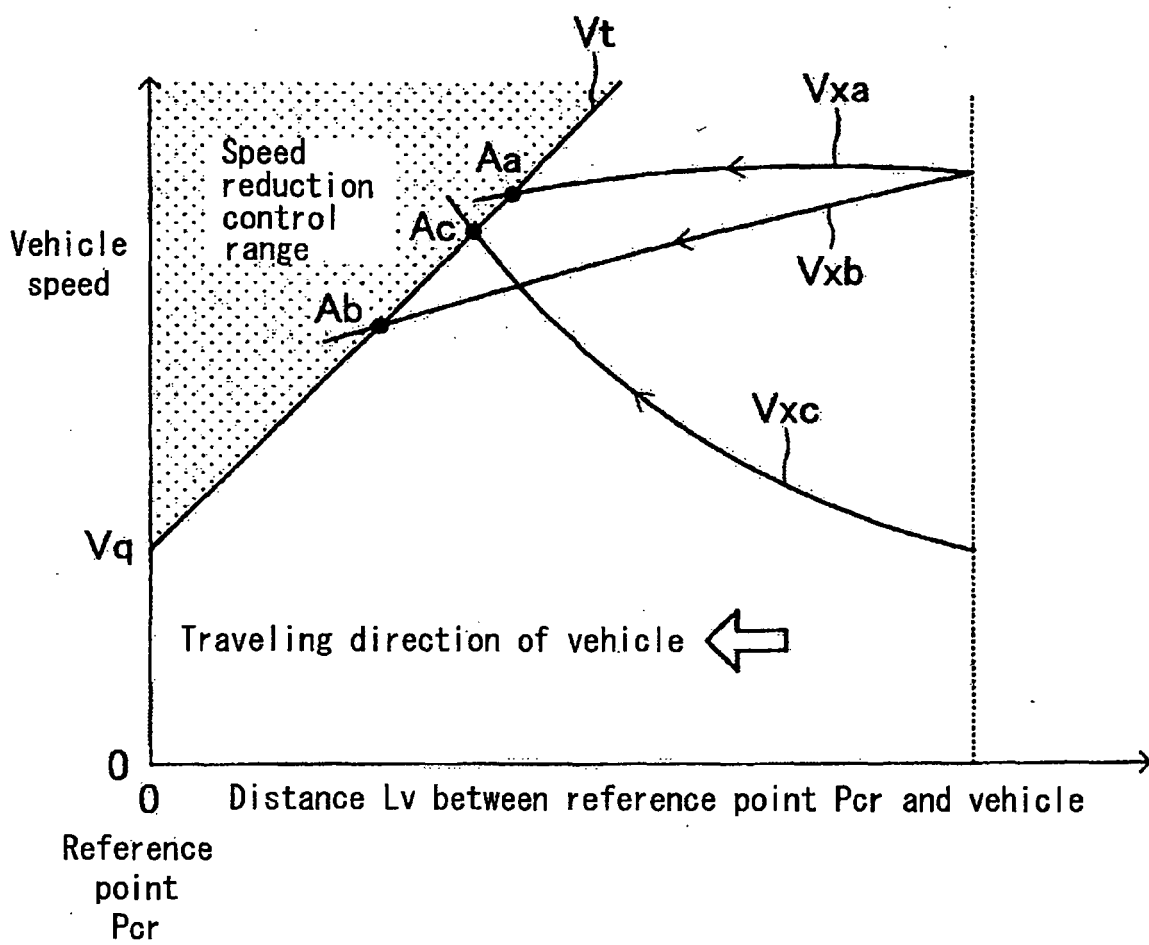 Vt
Vxa
Speed
reduction
control
range
Aa
Ac
Vehicle
speed
Vxb
Ab
Vxc
Vq
Traveling direction of vehicle
0
0
Distance Lv between reference point Pcr and vehicle
Reference
point
Pcr